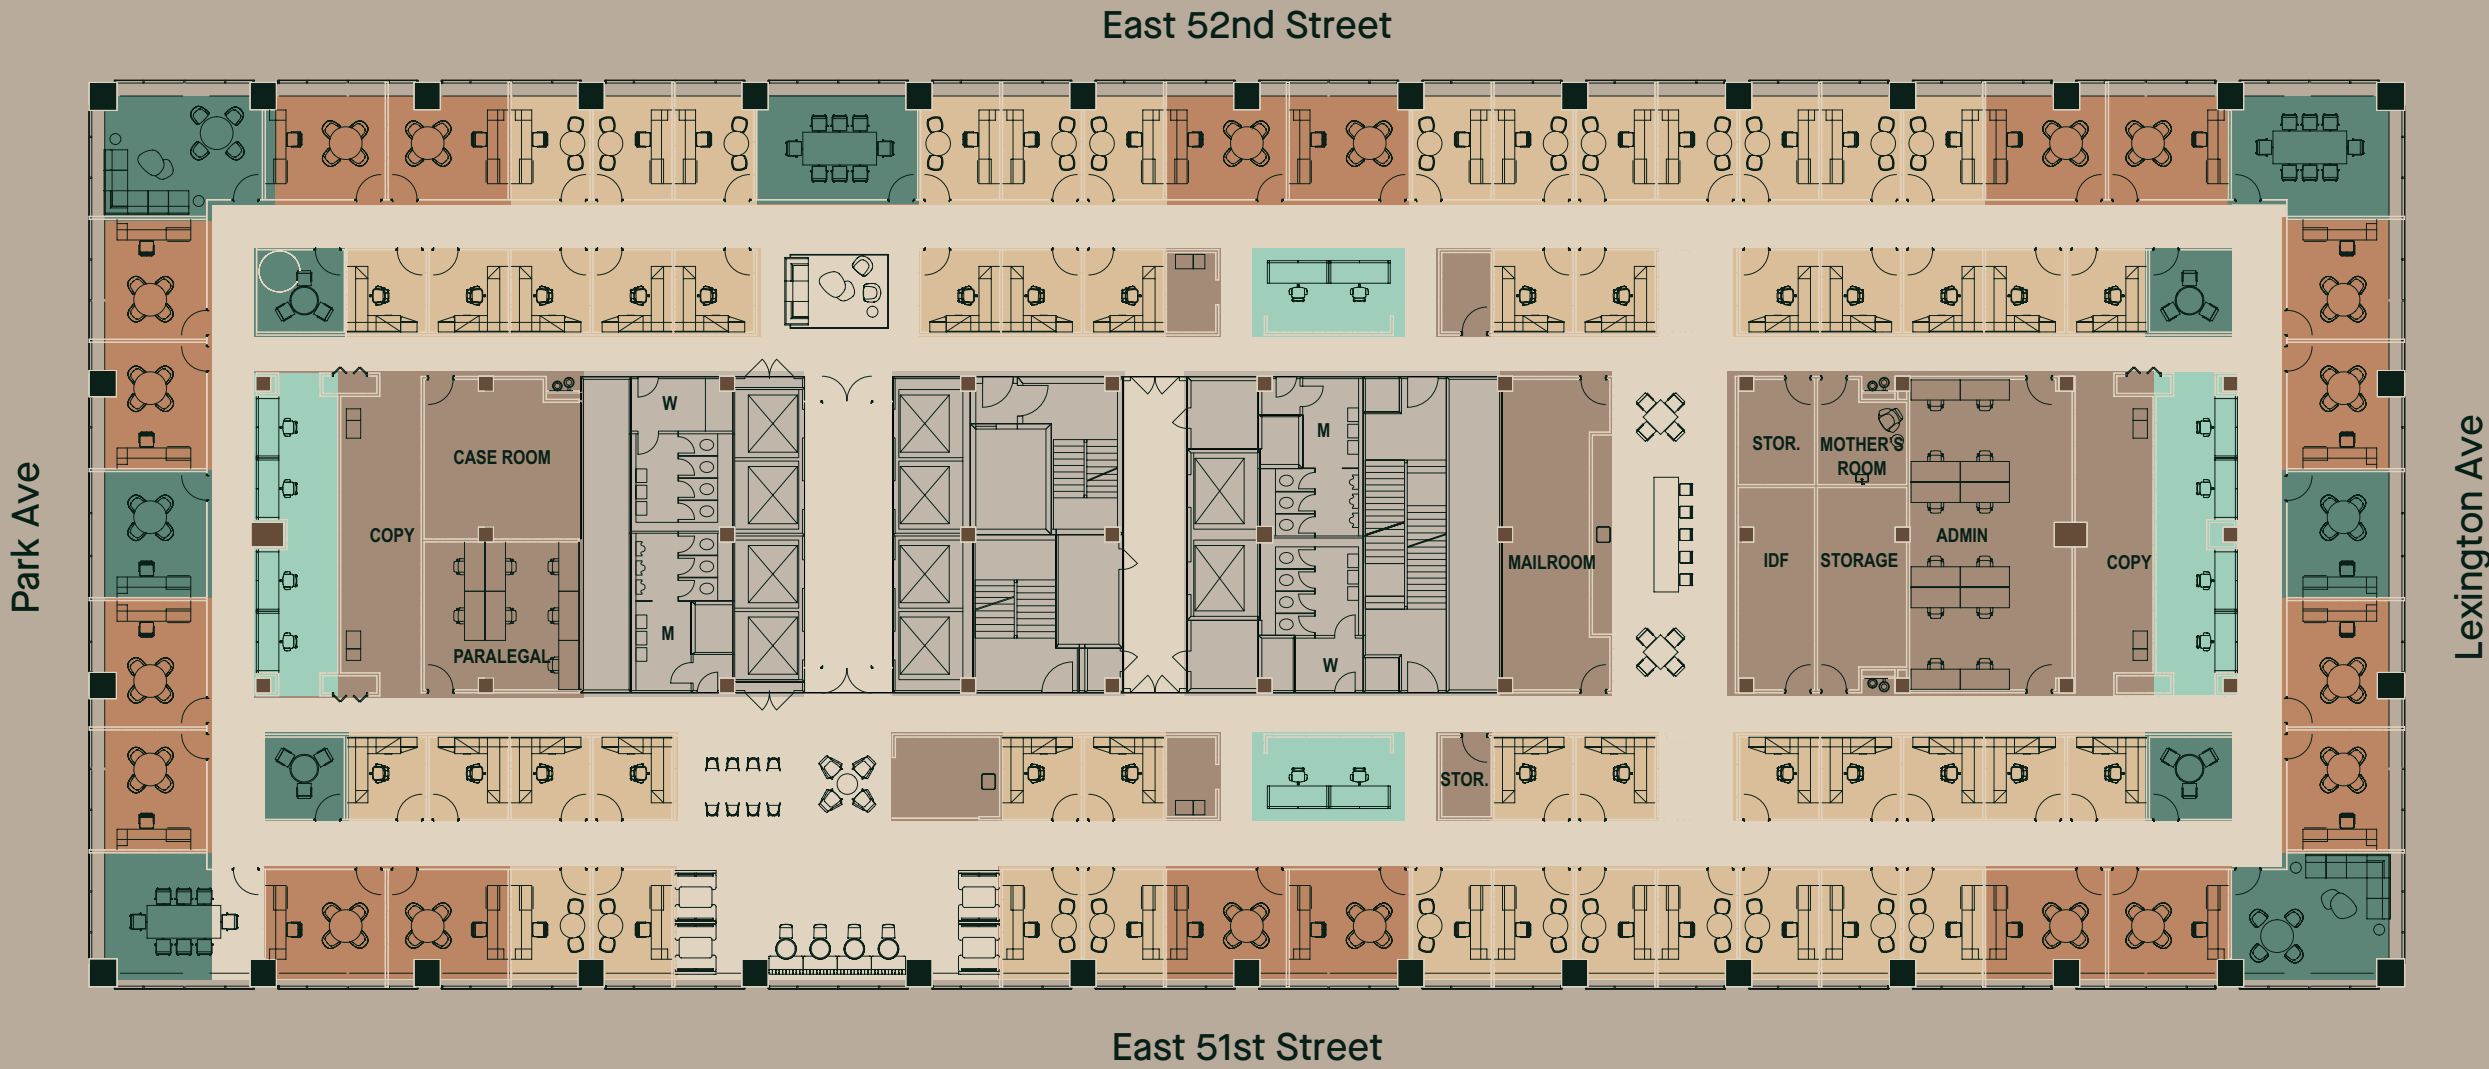 East 52nd Street
Park Ave
Lexington Ave
W
CASE ROOM
COPY
PARALEGAL
M
M
W
MAILROOM
STOR.
MOTHER'S
ROOM
IDF
STORAGE
ADMIN
COPY
STOR.
East 51st Street